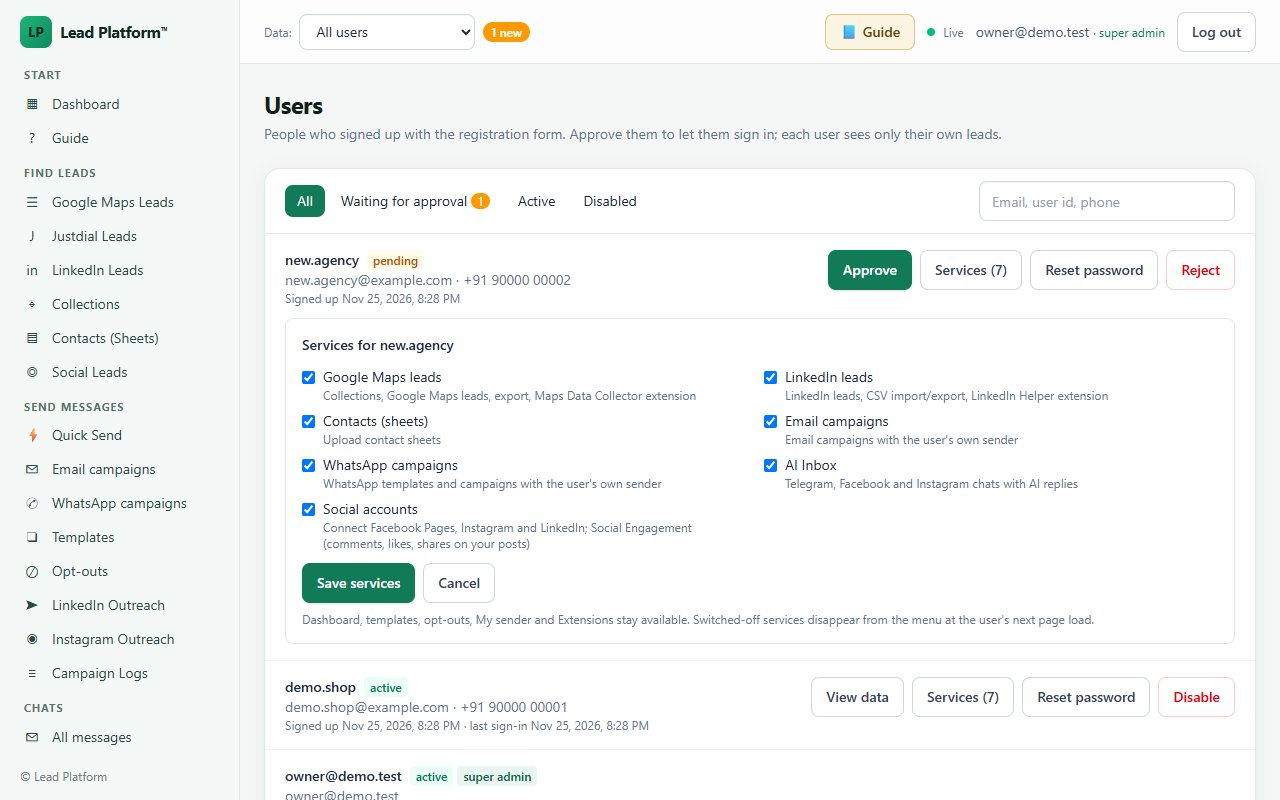 LP Lead Platform™
Data: All users 1 new
Guide Live owner@demo.test · super admin Log out
START
Dashboard
? Guide
FIND LEADS
Google Maps Leads
J Justdial Leads
in LinkedIn Leads
Collections
Contacts (Sheets)
Social Leads
SEND MESSAGES
Quick Send
Email campaigns
WhatsApp campaigns
Templates
Opt-outs
LinkedIn Outreach
Instagram Outreach
Campaign Logs
CHATS
All messages
© Lead Platform
Users
People who signed up with the registration form. Approve them to let them sign in; each user sees only their own leads.
All Waiting for approval 1 Active Disabled Email, user id, phone
new.agency pending
new.agency@example.com · +91 90000 00002
Signed up Nov 25, 2026, 8:28 PM
Approve Services (7) Reset password Reject
Services for new.agency
Google Maps leads
Collections, Google Maps leads, export, Maps Data Collector extension
LinkedIn leads
LinkedIn leads, CSV import/export, LinkedIn Helper extension
Contacts (sheets)
Upload contact sheets
Email campaigns
Email campaigns with the user's own sender
WhatsApp campaigns
WhatsApp templates and campaigns with the user's own sender
AI Inbox
Telegram, Facebook and Instagram chats with AI replies
Social accounts
Connect Facebook Pages, Instagram and LinkedIn; Social Engagement
(comments, likes, shares on your posts)
Save services Cancel
Dashboard, templates, opt-outs, My sender and Extensions stay available. Switched-off services disappear from the menu at the user's next page load.
demo.shop active
demo.shop@example.com · +91 90000 00001
Signed up Nov 25, 2026, 8:28 PM · last sign-in Nov 25, 2026, 8:28 PM
View data Services (7) Reset password Disable
owner@demo.test active super admin
owner@demo.test